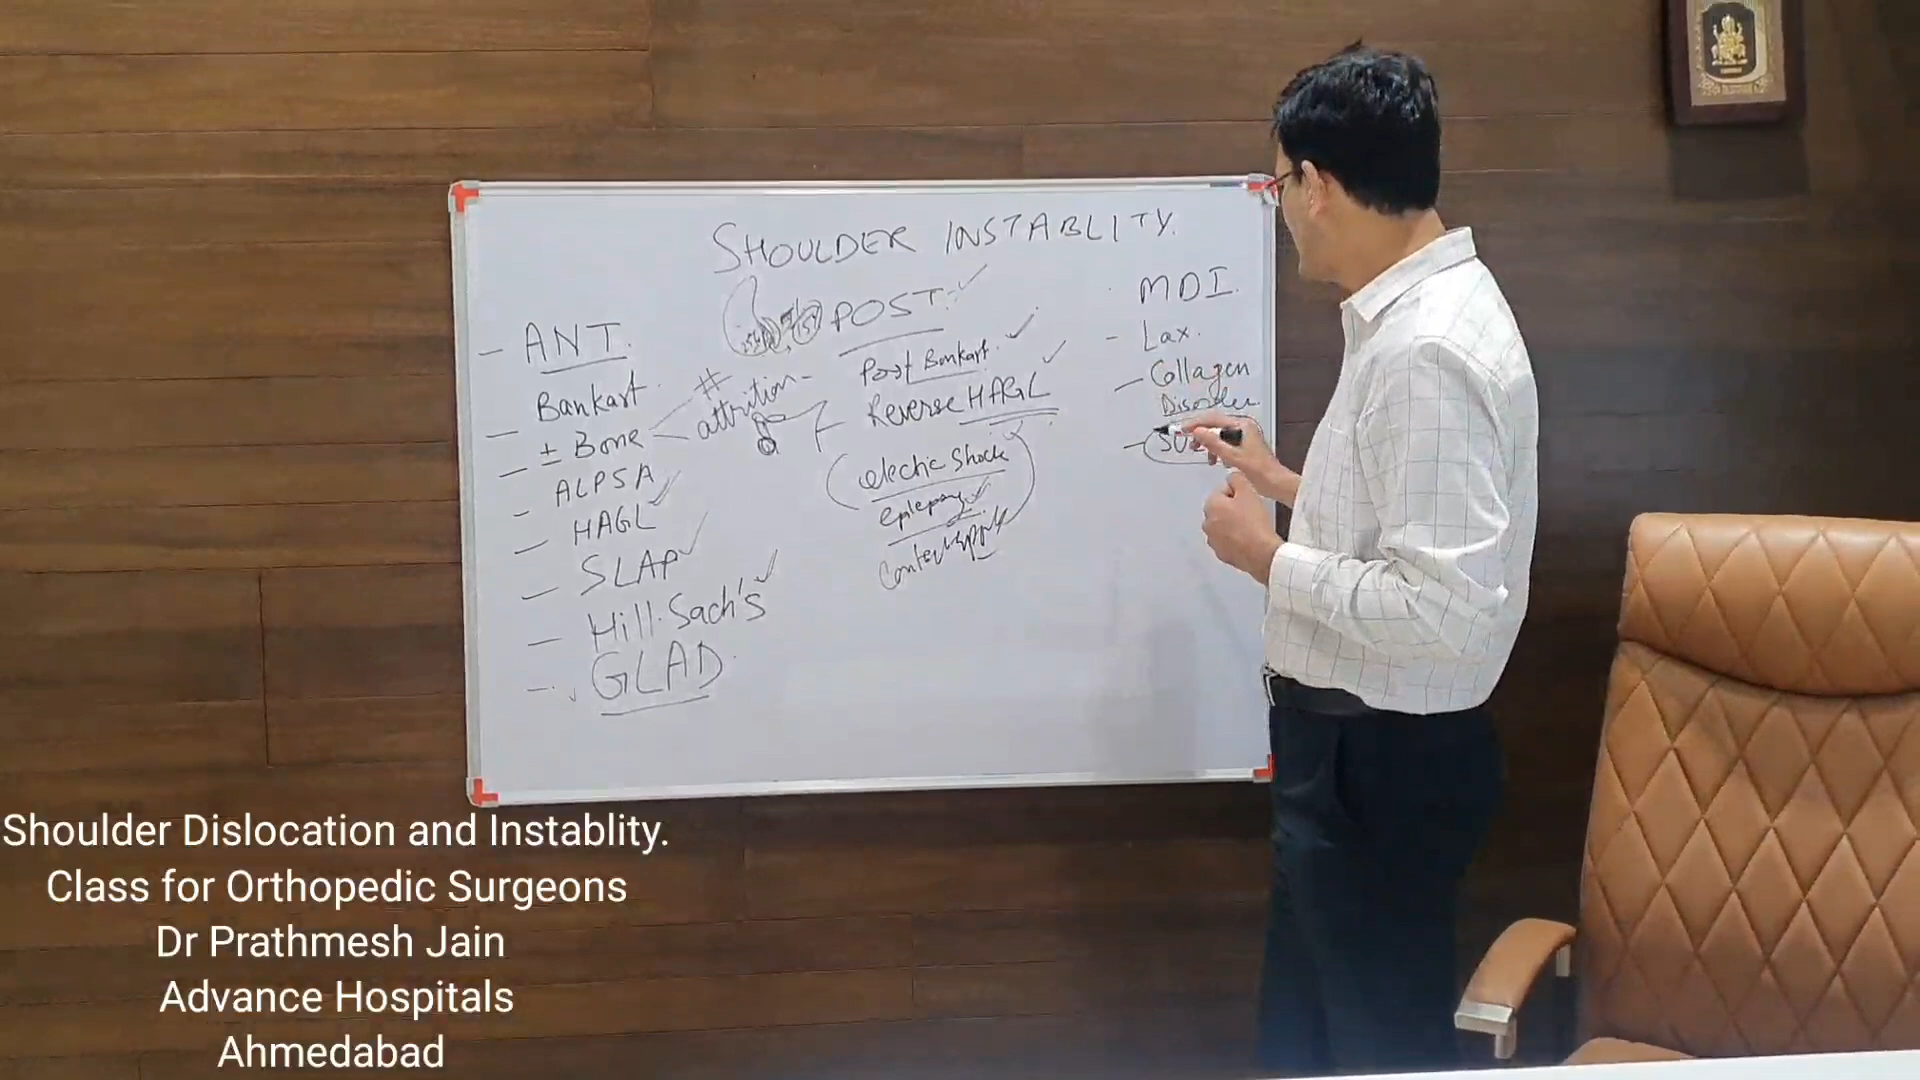 SHOULDER INSTABLITY.
- ANT.
- Bankart
- ± Bone
#
attrition
- ALPSA
- HAGL
- SLAP
- Hill-Sach's
- GLAD
POST
Post Bankart.
Reverse HAGL
electric Shock
epilepsy
MDI.
- Lax.
- Collagen
Disorder
Shoulder Dislocation and Instablity.
Class for Orthopedic Surgeons
Dr Prathmesh Jain
Advance Hospitals
Ahmedabad